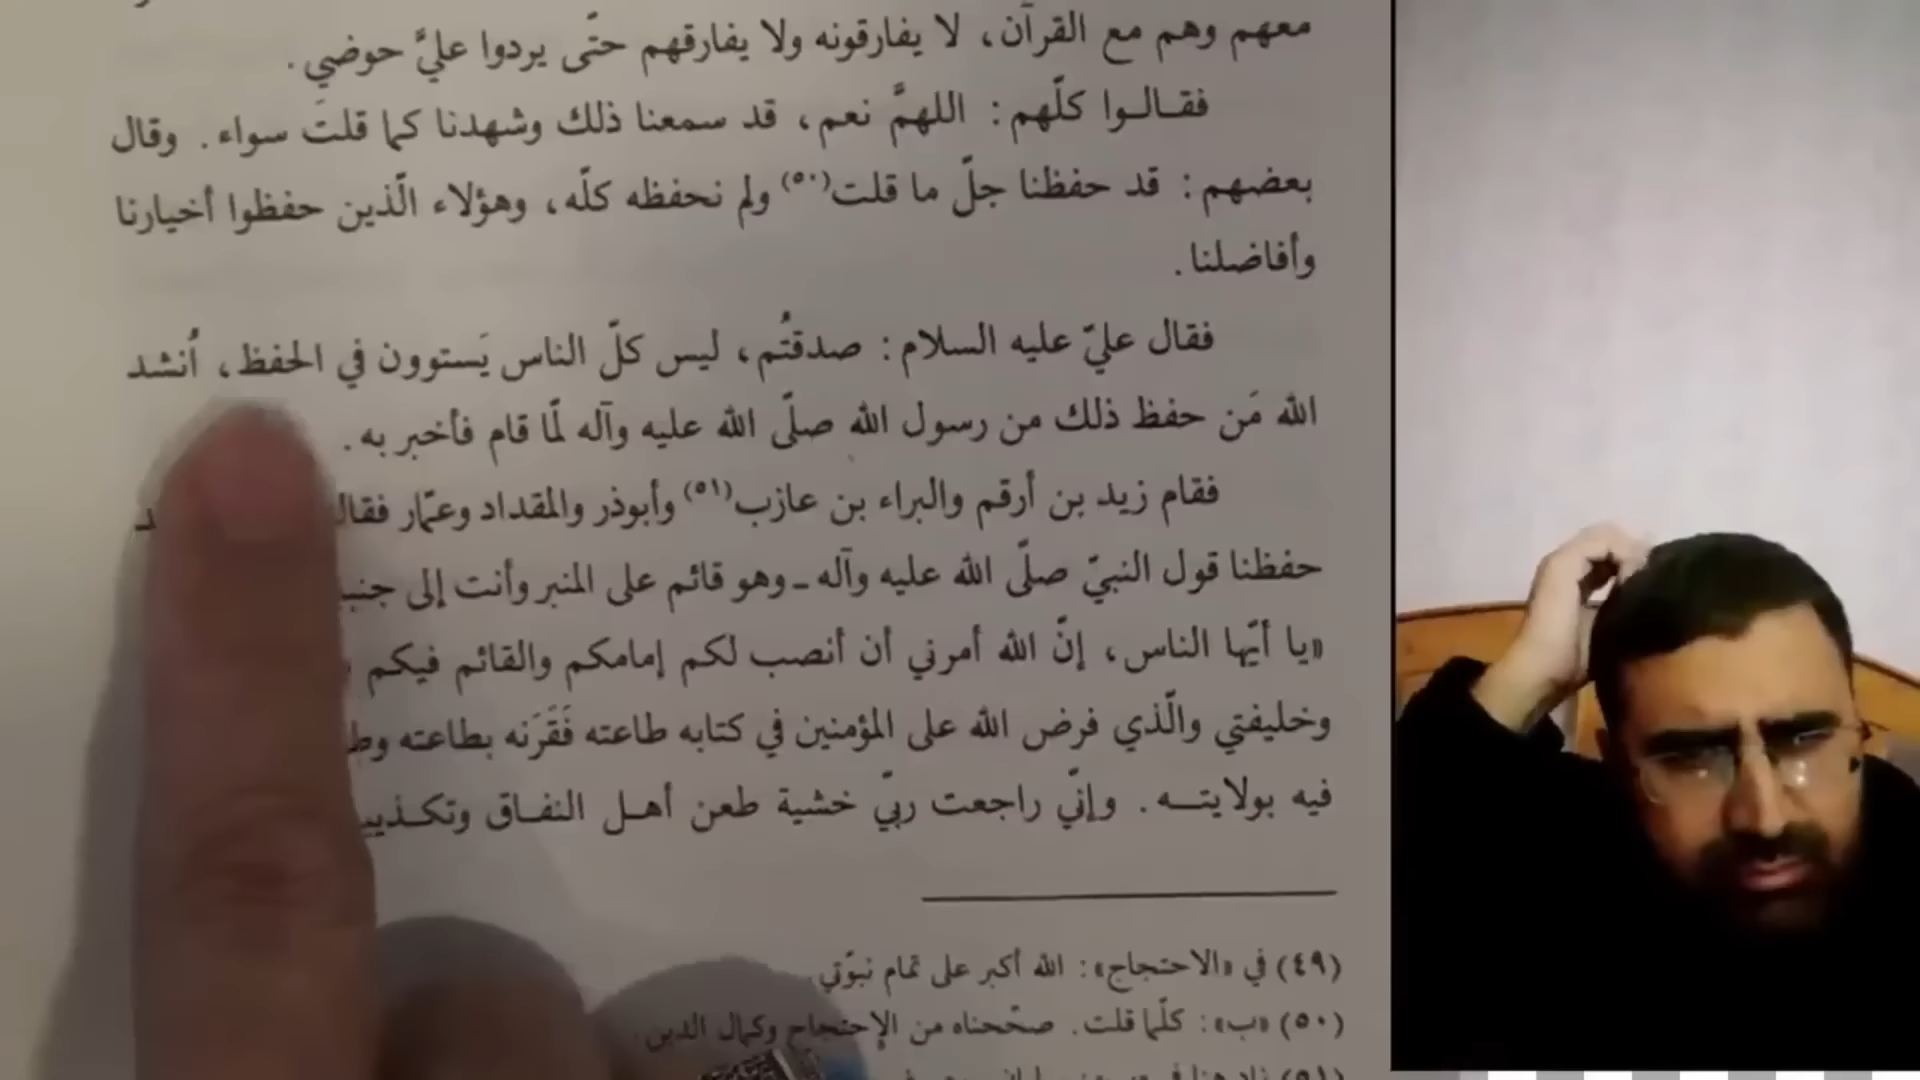 معهم وهم مع القرآن، لا يفارقونه ولا يفارقهم حتّى يردوا عليَّ حوضي.
فقالوا كلّهم: اللهمَّ نعم، قد سمعنا ذلك وشهدنا كما قلتَ سواء. وقال
بعضهم: قد حفظنا جلّ ما قلت(٥٠) ولم نحفظه كلّه، وهؤلاء الّذين حفظوا أخيارنا
وأفاضلنا.
فقال عليّ عليه السلام: صدقتُم، ليس كلّ الناس يَستوون في الحفظ، أُنشد
الله مَن حفظ ذلك من رسول الله صلّى الله عليه وآله لمّا قام فأخبر به.
فقام زيد بن أرقم والبراء بن عازب(٥١) وأبوذر والمقداد وعمّار
حفظنا قول النبيّ صلّى الله عليه وآله ـ وهو قائم على المنبر وأنت إلى
«يا أيّها الناس، إنّ الله أمرني أن أنصب لكم إمامكم والقائم فيكم
وخليفتي والّذي فرض الله على المؤمنين في كتابه طاعته فَقَرَنه بطاعته
فيه بولايته. وإنّي راجعت ربّي خشية طعن أهل النفاق
(٤٩) في «الاحتجاج»: الله أكبر على تمام نبوّتي
(٥٠) «ب»: كلّما قلت. صحّحناه من الإحتجاج وكمال الدين.